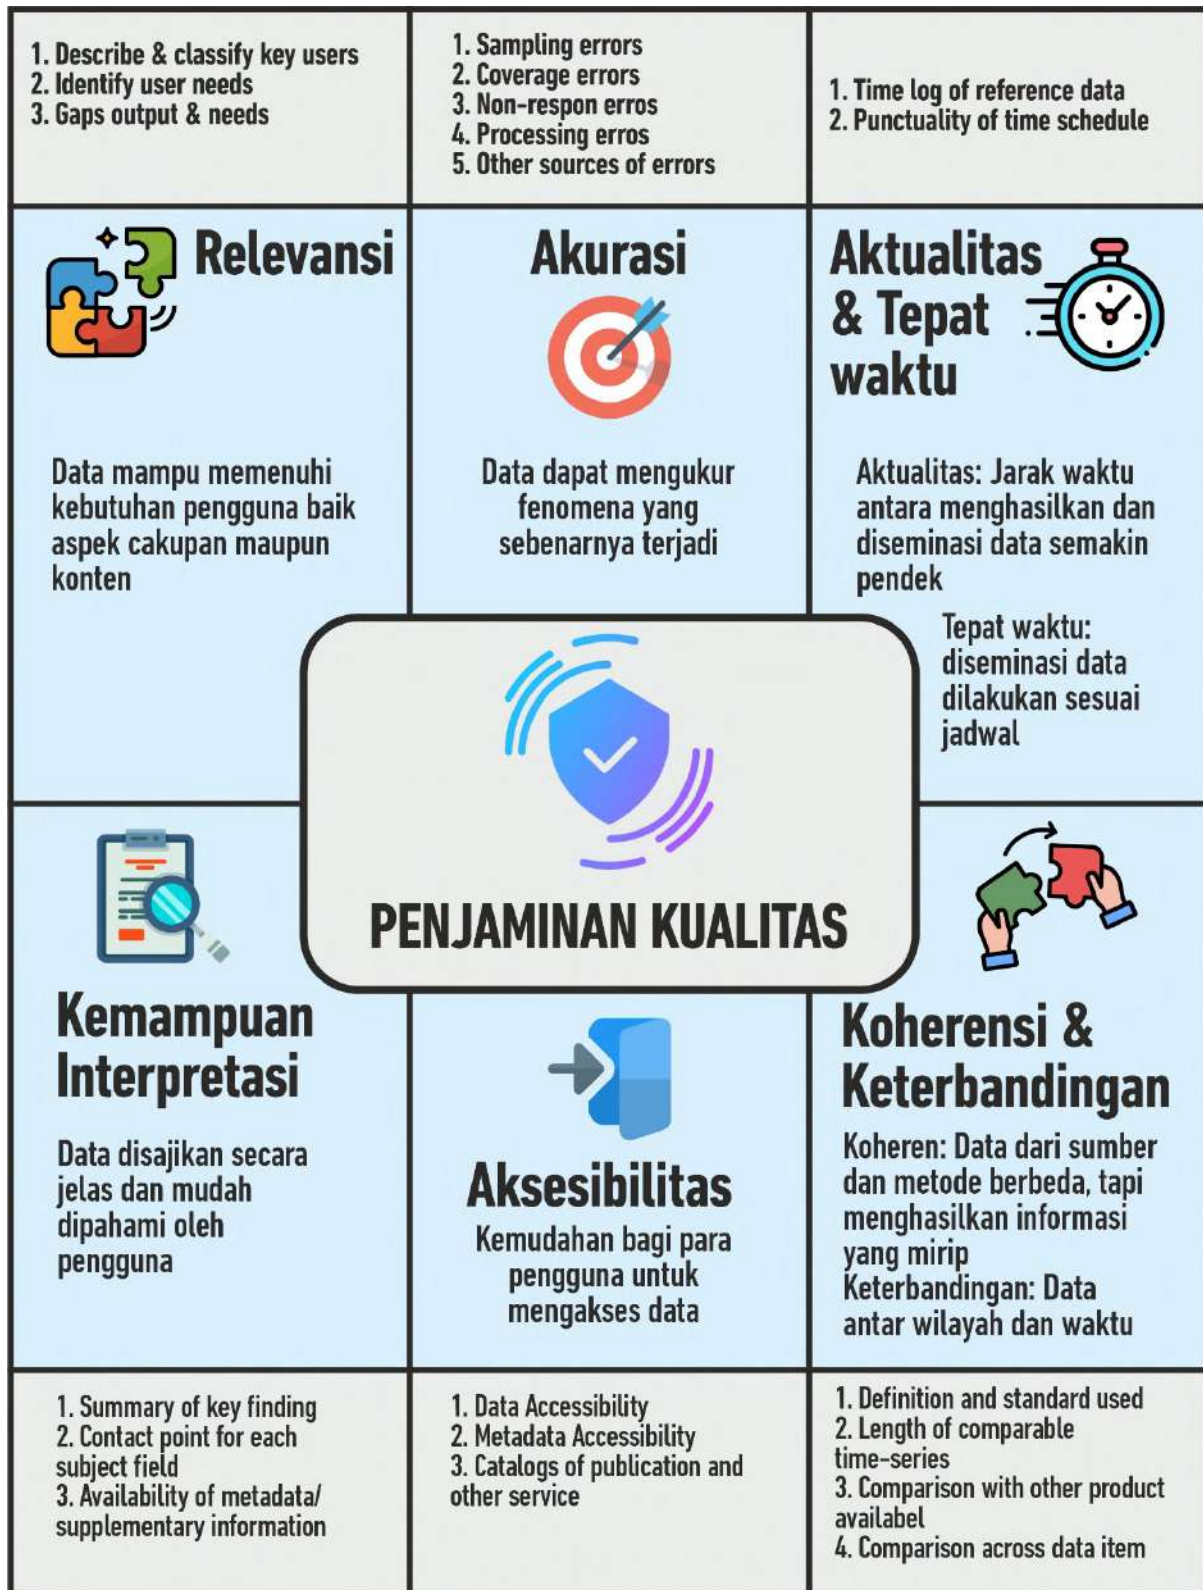 1. Describe & classify key users
2. Identify user needs
3. Gaps output & needs
1. Sampling errors
2. Coverage errors
3. Non-respon erros
4. Processing erros
5. Other sources of errors
1. Time log of reference data
2. Punctuality of time schedule
Relevansi
Data mampu memenuhi
kebutuhan pengguna baik
aspek cakupan maupun
konten
Akurasi
Data dapat mengukur
fenomena yang
sebenarnya terjadi
Aktualitas
& Tepat
waktu
Aktualitas: Jarak waktu
antara menghasilkan dan
diseminasi data semakin
pendek
Tepat waktu:
diseminasi data
dilakukan sesuai
jadwal
PENJAMINAN KUALITAS
Kemampuan
Interpretasi
Data disajikan secara
jelas dan mudah
dipahami oleh
pengguna
Aksesibilitas
Kemudahan bagi para
pengguna untuk
mengakses data
Koherensi &
Keterbandingan
Koheren: Data dari sumber
dan metode berbeda, tapi
menghasilkan informasi
yang mirip
Keterbandingan: Data
antar wilayah dan waktu
1. Summary of key finding
2. Contact point for each
subject field
3. Availability of metadata/
supplementary information
1. Data Accessibility
2. Metadata Accessibility
3. Catalogs of publication and
other service
1. Definition and standard used
2. Length of comparable
time-series
3. Comparison with other product
availabel
4. Comparison across data item